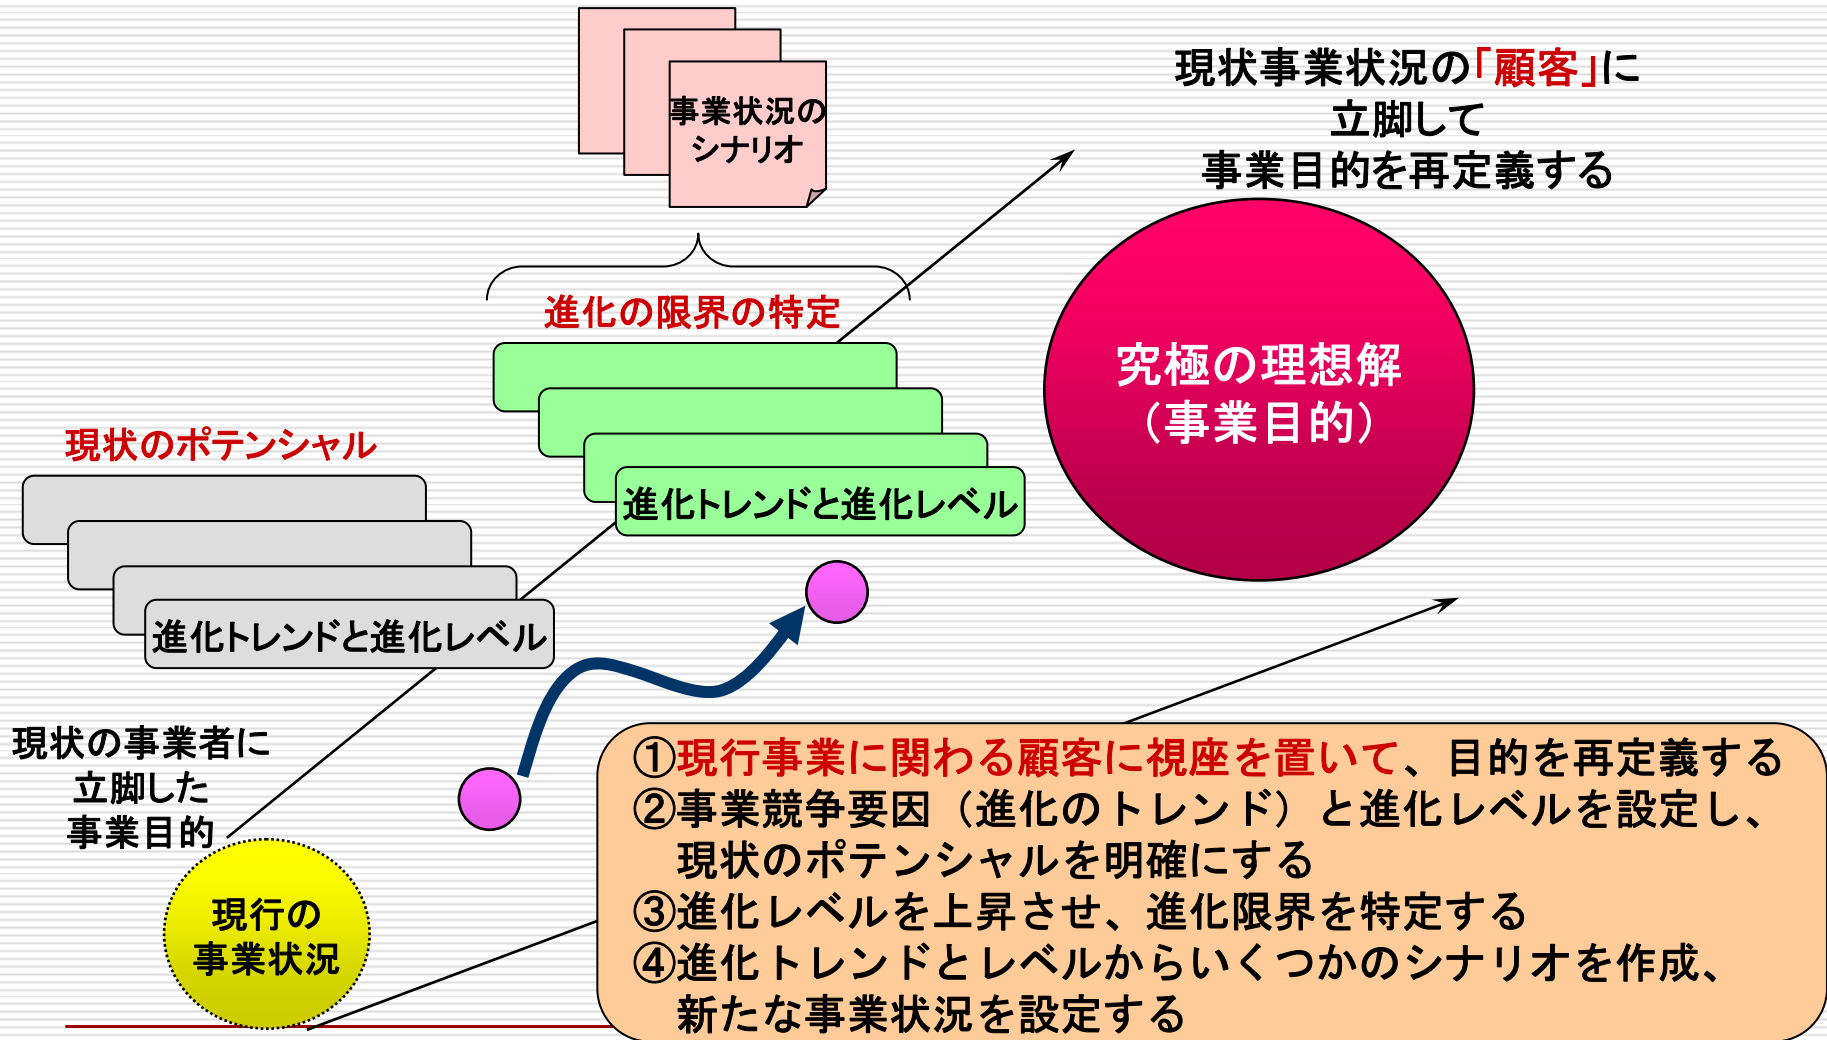 事業状況の
シナリオ
現状事業状況の「顧客」に
立脚して
事業目的を再定義する
進化の限界の特定
究極の理想解
（事業目的）
現状のポテンシャル
進化トレンドと進化レベル
進化トレンドと進化レベル
現状の事業者に
立脚した
事業目的
現行の
事業状況
①現行事業に関わる顧客に視座を置いて、目的を再定義する
②事業競争要因（進化のトレンド）と進化レベルを設定し、
現状のポテンシャルを明確にする
③進化レベルを上昇させ、進化限界を特定する
④進化トレンドとレベルからいくつかのシナリオを作成、
新たな事業状況を設定する